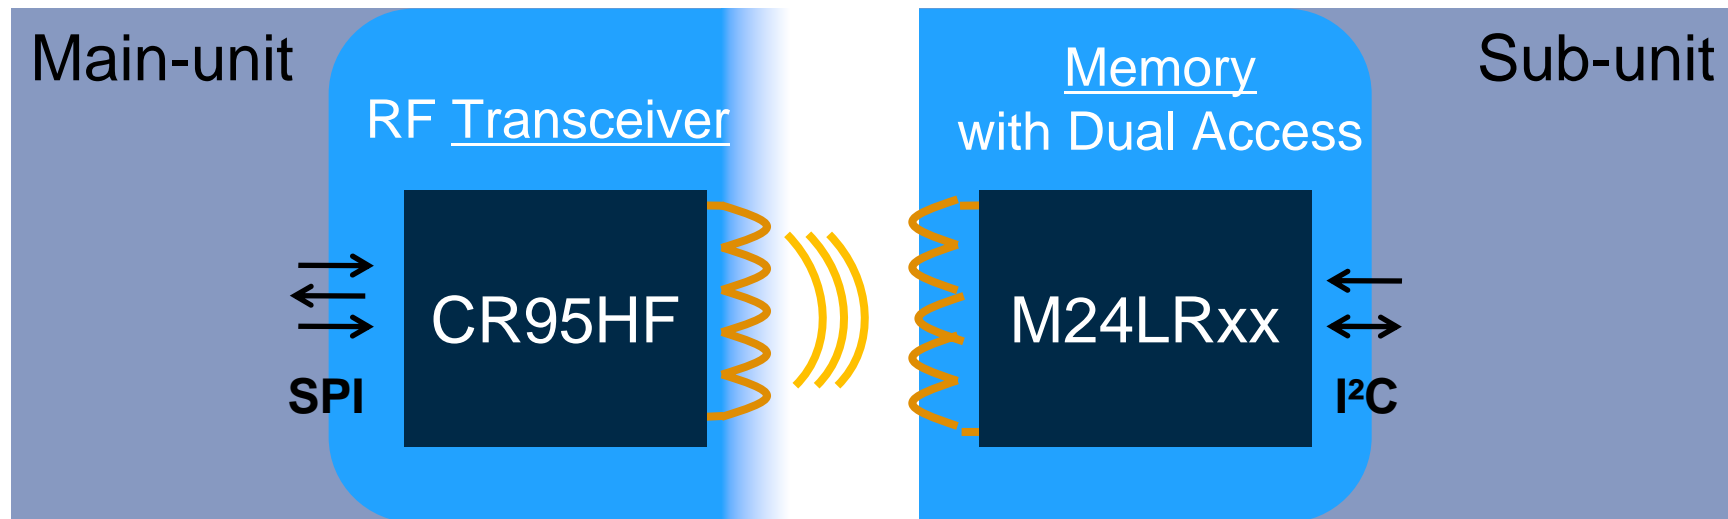 Main-unit
RF Transceiver
CR95HF
SPI
Memory
with Dual Access
M24LRxx
I²C
Sub-unit